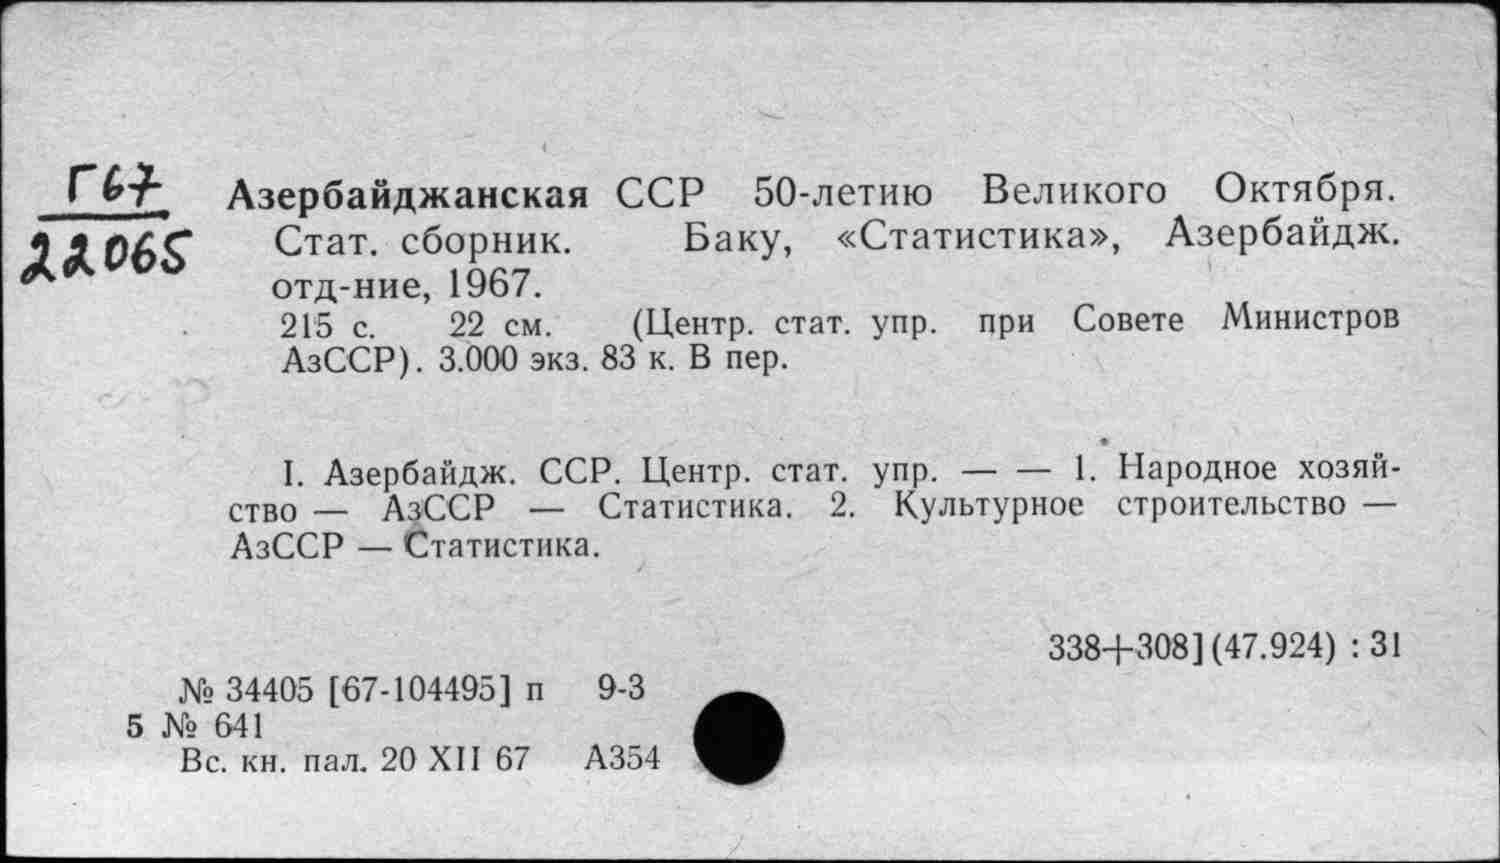 Г67
22065
Азербайджанская ССР 50-летию Великого Октября.
Стат. сборник. Баку, «Статистика», Азербайдж.
отд-ние, 1967.
215 с. 22 см. (Центр. стат. упр. при Совете Министров
АзССР). 3.000 экз. 83 к. В пер.
I. Азербайдж. ССР. Центр. стат. упр. — — 1. Народное хозяй-
ство — АзССР — Статистика. 2. Культурное строительство —
АзССР — Статистика.
338+308] (47.924) : 31
№ 34405 [67-104495] п 9-3
5 № 641
Вс. кн. пал. 20 XII 67 А354